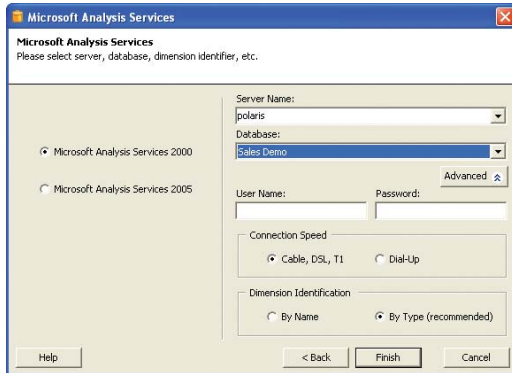 Microsoft Analysis Services
Microsoft Analysis Services
Please select server, database, dimension identifier, etc.
Server Name:
polaris
Database:
Sales Demo
Advanced
Microsoft Analysis Services 2000
Microsoft Analysis Services 2005
User Name: Password:
Connection Speed
Cable, DSL, T1 Dial-Up
Dimension Identification
By Name By Type (recommended)
Help < Back Finish Cancel